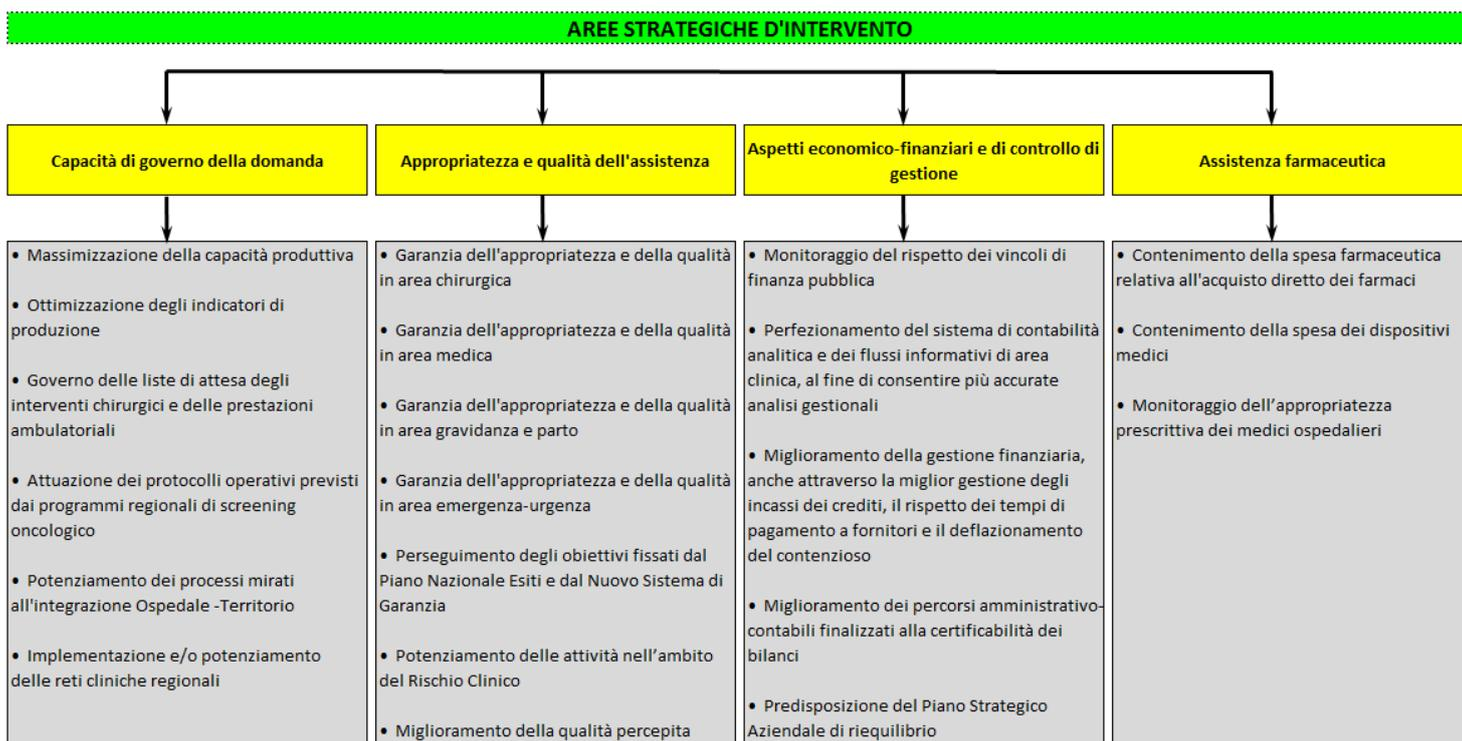 AREE STRATEGICHE D'INTERVENTO
Capacità di governo della domanda
• Massimizzazione della capacità produttiva
• Ottimizzazione degli indicatori di
produzione
• Governo delle liste di attesa degli
interventi chirurgici e delle prestazioni
ambulatoriali
• Attuazione dei protocolli operativi previsti
dai programmi regionali di screening
oncologico
• Potenziamento dei processi mirati
all'integrazione Ospedale -Territorio
• Implementazione e/o potenziamento
delle reti cliniche regionali
Appropriatezza e qualità dell'assistenza
• Garanzia dell'appropriatezza e della qualità
in area chirurgica
• Garanzia dell'appropriatezza e della qualità
in area medica
• Garanzia dell'appropriatezza e della qualità
in area gravidanza e parto
• Garanzia dell'appropriatezza e della qualità
in area emergenza-urgenza
• Perseguimento degli obiettivi fissati dal
Piano Nazionale Esiti e dal Nuovo Sistema di
Garanzia
• Potenziamento delle attività nell’ambito
del Rischio Clinico
• Miglioramento della qualità percepita
Aspetti economico-finanziari e di controllo di
gestione
• Monitoraggio del rispetto dei vincoli di
finanza pubblica
• Perfezionamento del sistema di contabilità
analitica e dei flussi informativi di area
clinica, al fine di consentire più accurate
analisi gestionali
• Miglioramento della gestione finanziaria,
anche attraverso la miglior gestione degli
incassi dei crediti, il rispetto dei tempi di
pagamento a fornitori e il deflazionamento
del contenzioso
• Miglioramento dei percorsi amministrativo-
contabili finalizzati alla certificabilità dei
bilanci
• Predisposizione del Piano Strategico
Aziendale di riequilibrio
Assistenza farmaceutica
• Contenimento della spesa farmaceutica
relativa all'acquisto diretto dei farmaci
• Contenimento della spesa dei dispositivi
medici
• Monitoraggio dell’appropriatezza
prescrittiva dei medici ospedalieri